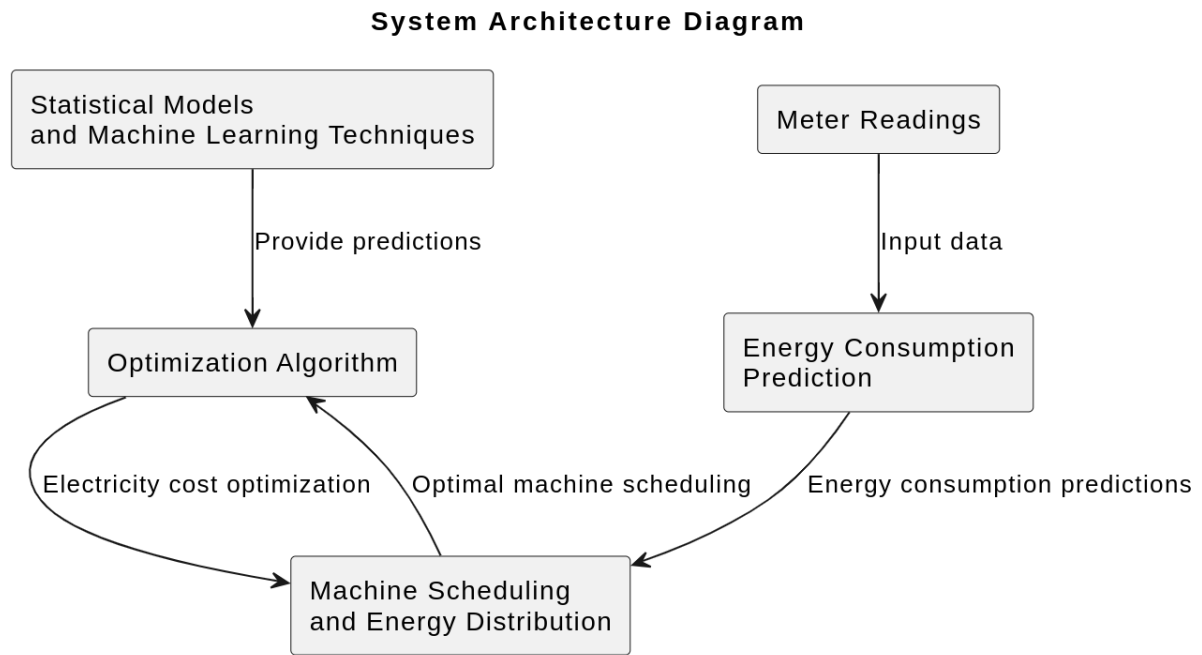 System Architecture Diagram
Statistical Models
and Machine Learning Techniques
Meter Readings
Provide predictions
Input data
Optimization Algorithm
Energy Consumption
Prediction
Electricity cost optimization
Optimal machine scheduling
Energy consumption predictions
Machine Scheduling
and Energy Distribution